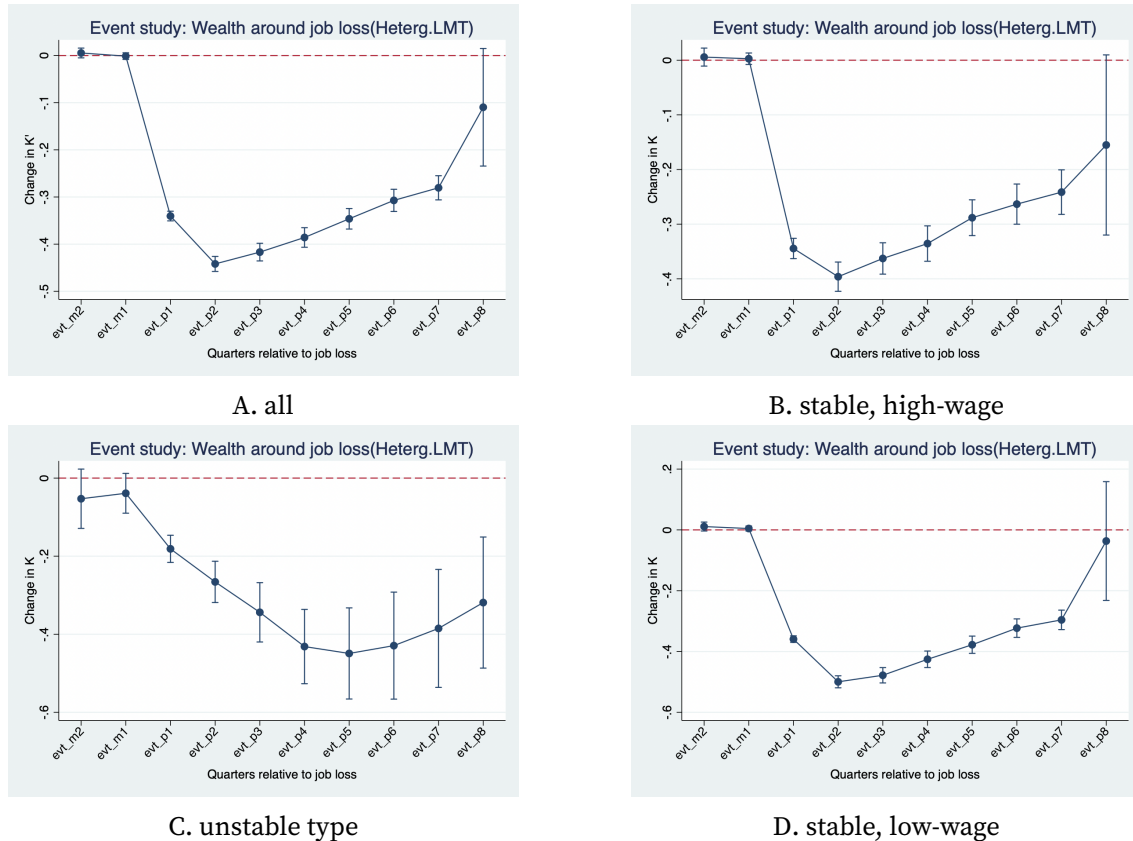 Event study: Wealth around job loss(Heterg.LMT)
Change in K'
0
-.1
-.2
-.3
-.4
-.5
evt_m2
evt_m1
evt_p1
evt_p2
evt_p3
evt_p4
evt_p5
evt_p6
evt_p7
evt_p8
Quarters relative to job loss
A. all
Event study: Wealth around job loss(Heterg.LMT)
Change in K
0
-.1
-.2
-.3
-.4
evt_m2
evt_m1
evt_p1
evt_p2
evt_p3
evt_p4
evt_p5
evt_p6
evt_p7
evt_p8
Quarters relative to job loss
B. stable, high-wage
Event study: Wealth around job loss(Heterg.LMT)
Change in K
0
-.2
-.4
-.6
evt_m2
evt_m1
evt_p1
evt_p2
evt_p3
evt_p4
evt_p5
evt_p6
evt_p7
evt_p8
Quarters relative to job loss
C. unstable type
Event study: Wealth around job loss(Heterg.LMT)
Change in K
.2
0
-.2
-.4
-.6
evt_m2
evt_m1
evt_p1
evt_p2
evt_p3
evt_p4
evt_p5
evt_p6
evt_p7
evt_p8
Quarters relative to job loss
D. stable, low-wage